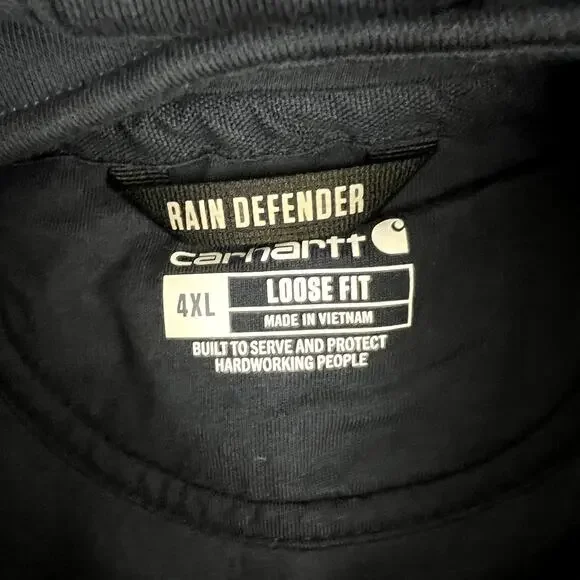 RAIN DEFENDER
carhartt
4XL
LOOSE FIT
MADE IN VIETNAM
BUILT TO SERVE AND PROTECT
HARDWORKING PEOPLE